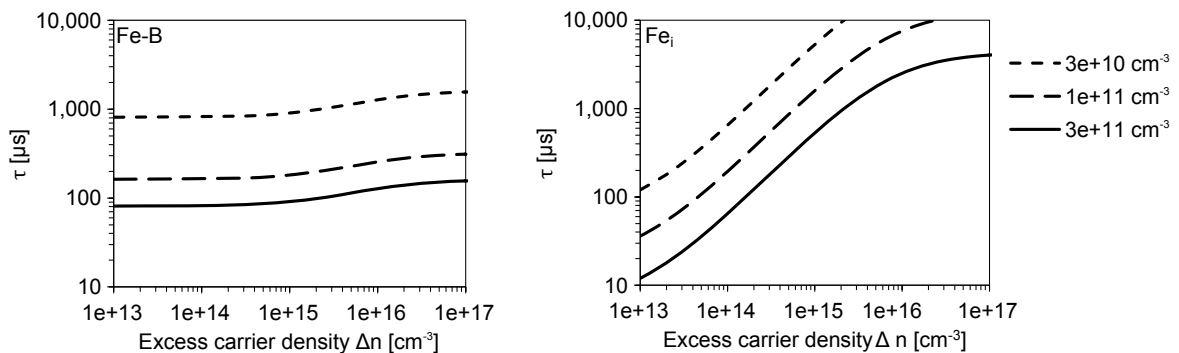 Fe-B
10,000
1,000
100
10
τ [µs]
1e+13 1e+14 1e+15 1e+16 1e+17
Excess carrier density Δn [cm⁻³]
Feᵢ
10,000
1,000
100
10
τ [µs]
1e+13 1e+14 1e+15 1e+16 1e+17
Excess carrier density Δ n [cm⁻³]
3e+10 cm⁻³
1e+11 cm⁻³
3e+11 cm⁻³